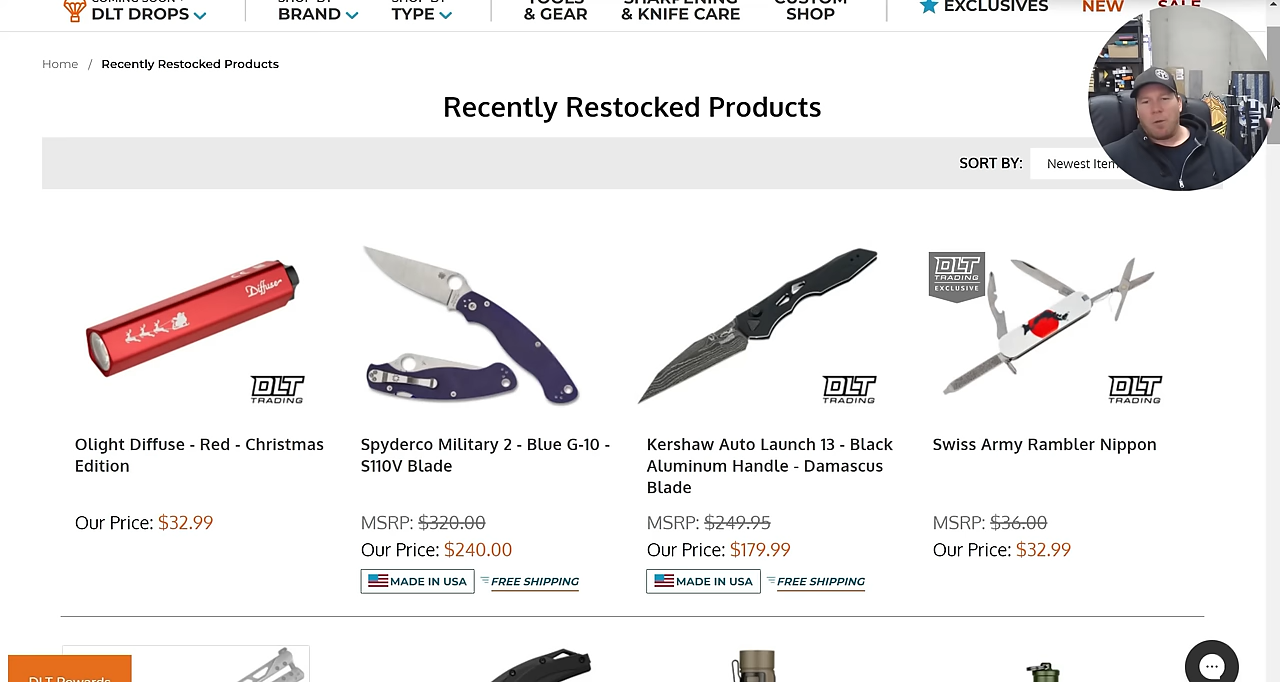 COMING SOON +
DLT DROPS
SHOP BY
BRAND
SHOP BY
TYPE
TOOLS
& GEAR
SHARPENING
& KNIFE CARE
CUSTOM
SHOP
EXCLUSIVES
NEW
SALE
Home / Recently Restocked Products
Recently Restocked Products
SORT BY:
Newest Item
Diffuse
DLT
TRADING
DLT
TRADING
DLT
TRADING
EXCLUSIVE
DLT
TRADING
Olight Diffuse - Red - Christmas
Edition
Our Price: $32.99
Spyderco Military 2 - Blue G-10 -
S110V Blade
MSRP: $320.00
Our Price: $240.00
MADE IN USA
FREE SHIPPING
Kershaw Auto Launch 13 - Black
Aluminum Handle - Damascus
Blade
MSRP: $249.95
Our Price: $179.99
MADE IN USA
FREE SHIPPING
Swiss Army Rambler Nippon
MSRP: $36.00
Our Price: $32.99
DLT Rewards